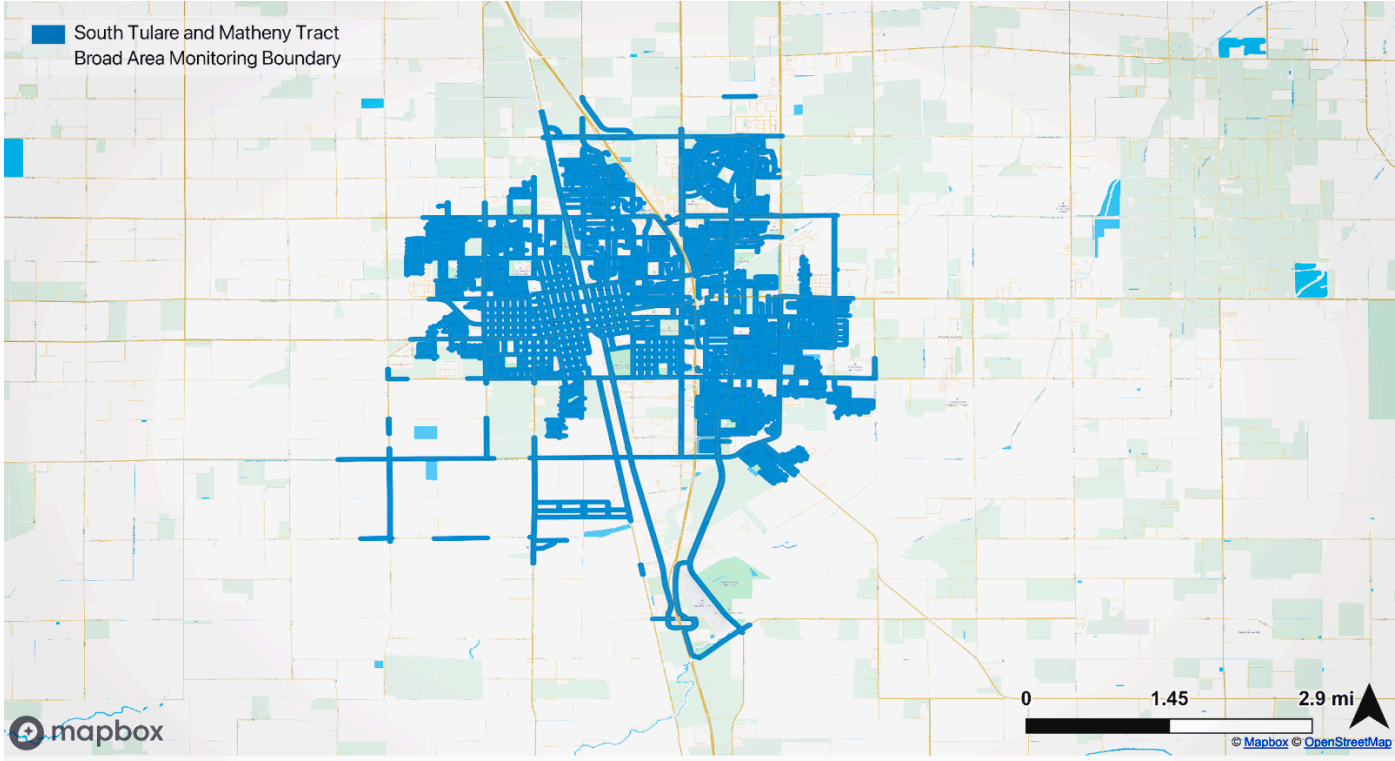 South Tulare and Matheny Tract
Broad Area Monitoring Boundary
0 1.45 2.9 mi
mapbox
© Mapbox © OpenStreetMap